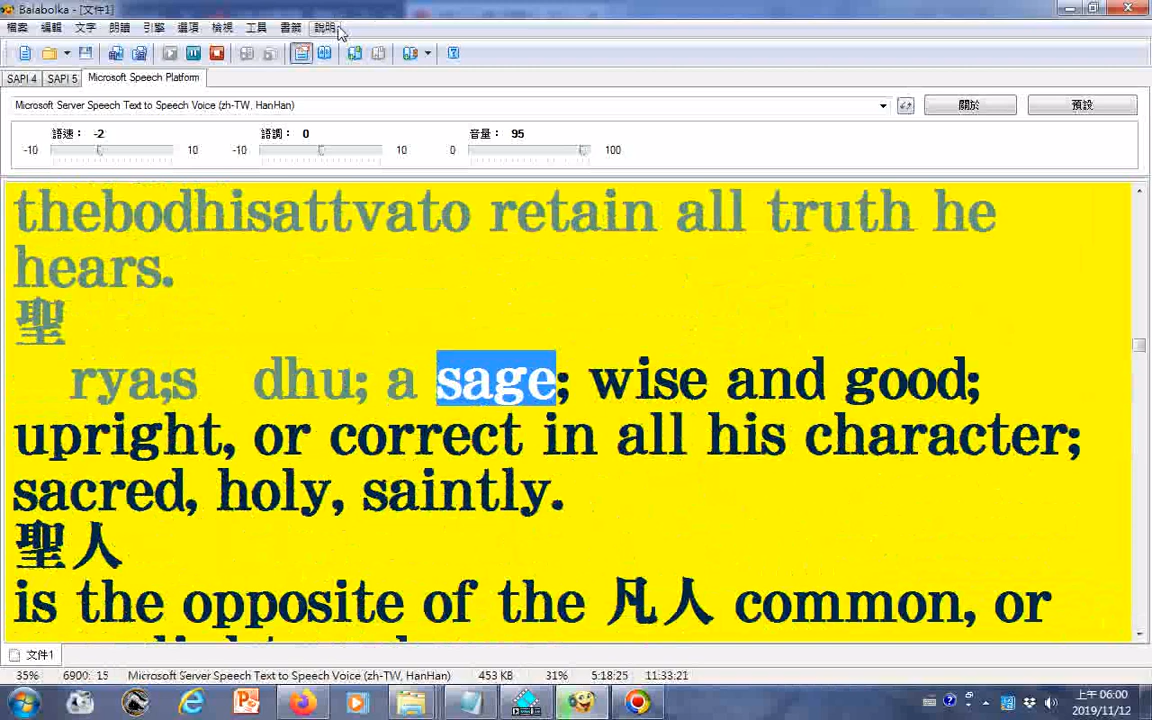 Balabolka - [文件1]
檔案 編輯 文字 朗讀 引擎 選項 檢視 工具 書籤 說明
SAPI 4 SAPI 5 Microsoft Speech Platform
Microsoft Server Speech Text to Speech Voice (zh-TW, HanHan) 關於 預設
語速： -2 語調： 0 音量： 95
-10 10 -10 10 0 100
thebodhisattvato retain all truth he
hears.
聖
rya;s dhu; a sage; wise and good;
upright, or correct in all his character;
sacred, holy, saintly.
聖人
is the opposite of the 凡人 common, or
文件1
35% 6900: 15 Microsoft Server Speech Text to Speech Voice (zh-TW, HanHan) 453 KB 31% 5:18:25 11:33:21
上午 06:00
2019/11/12